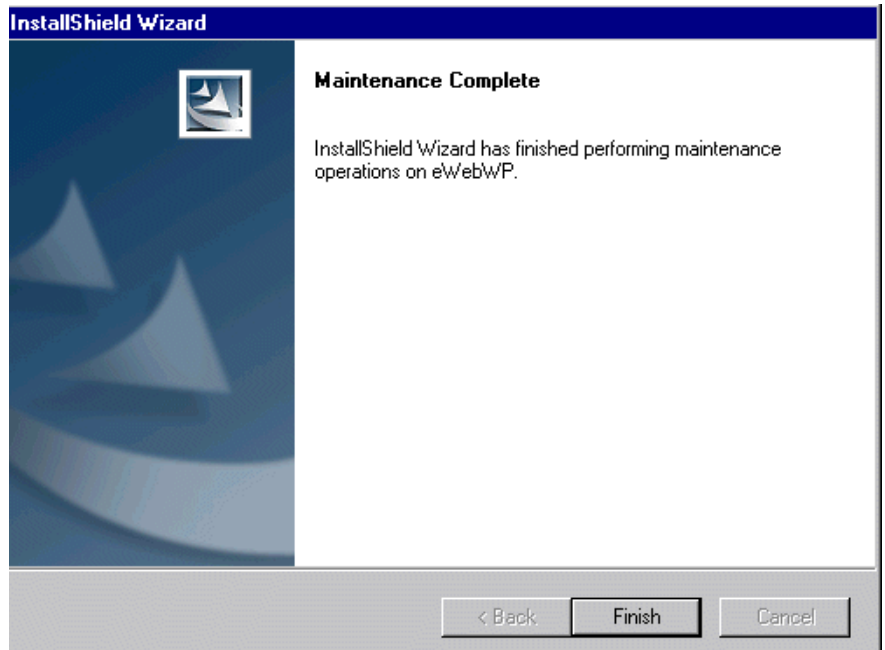 InstallShield Wizard
Maintenance Complete
InstallShield Wizard has finished performing maintenance
operations on eWebWP.
< Back
Finish
Cancel